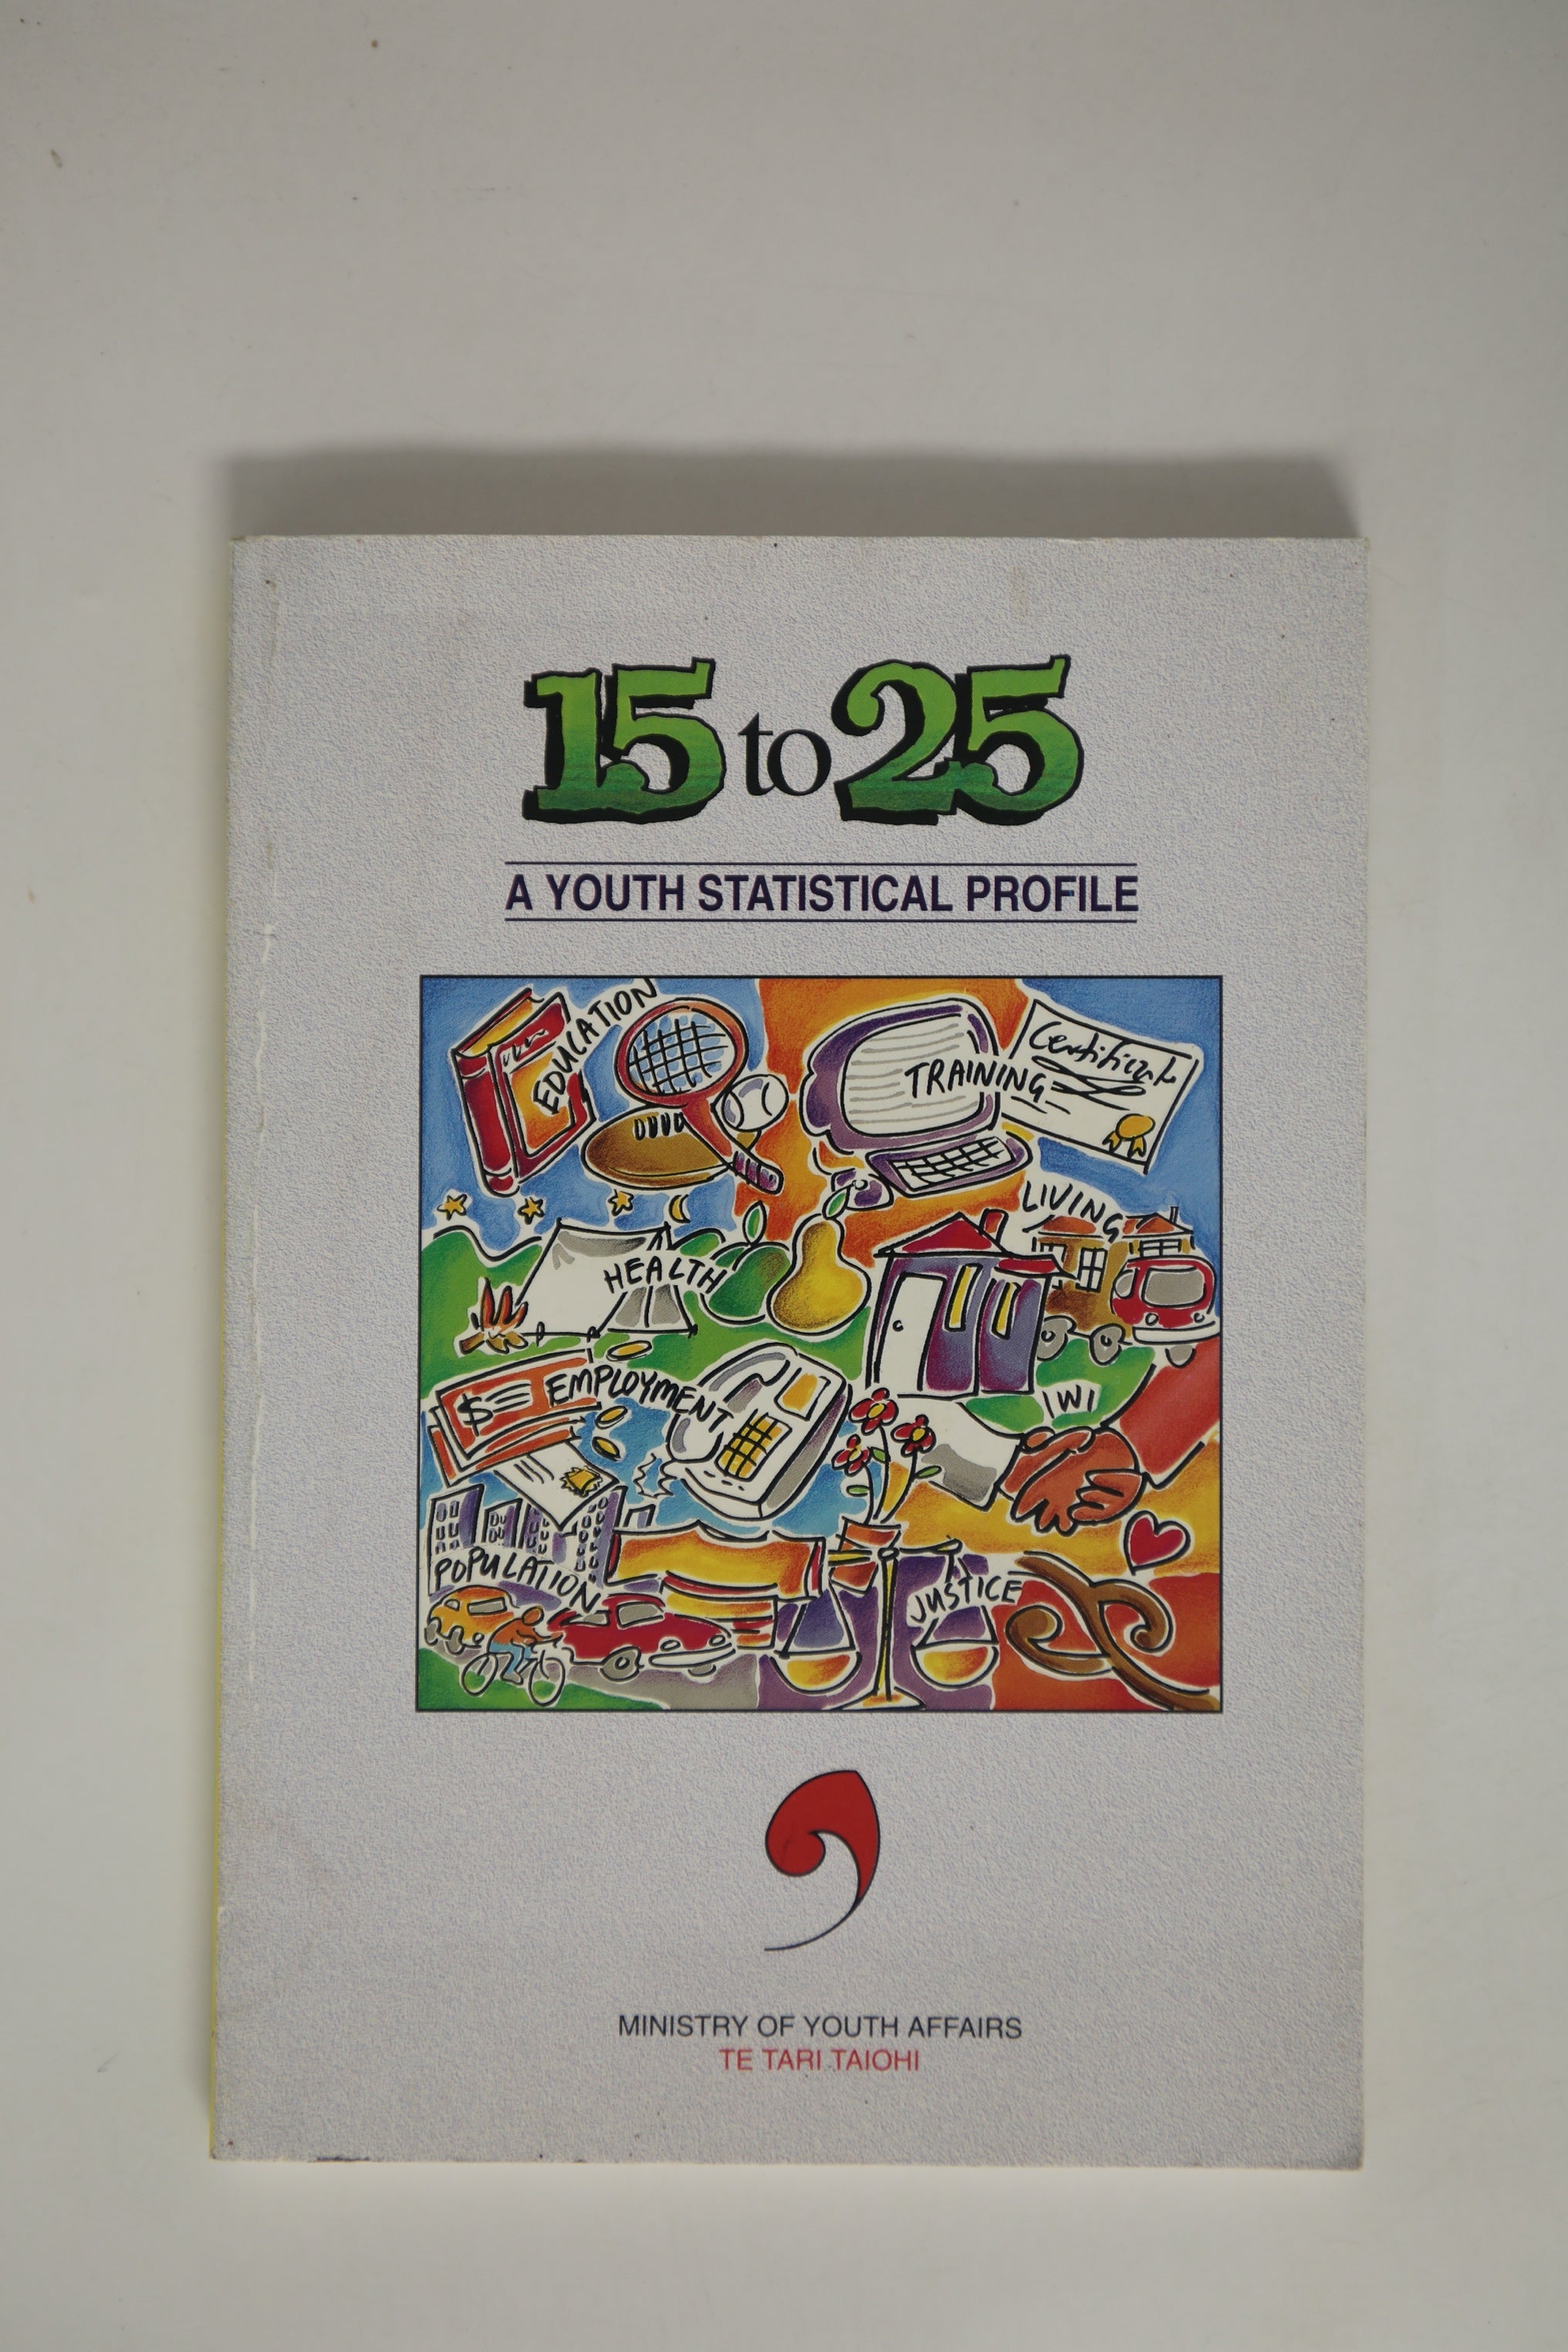 15 to 25
A YOUTH STATISTICAL PROFILE
EDUCATION
TRAINING
Certificate
LIVING
HEALTH
$
EMPLOYMENT
IWI
POPULATION
JUSTICE
MINISTRY OF YOUTH AFFAIRS
TE TARI TAIOHI